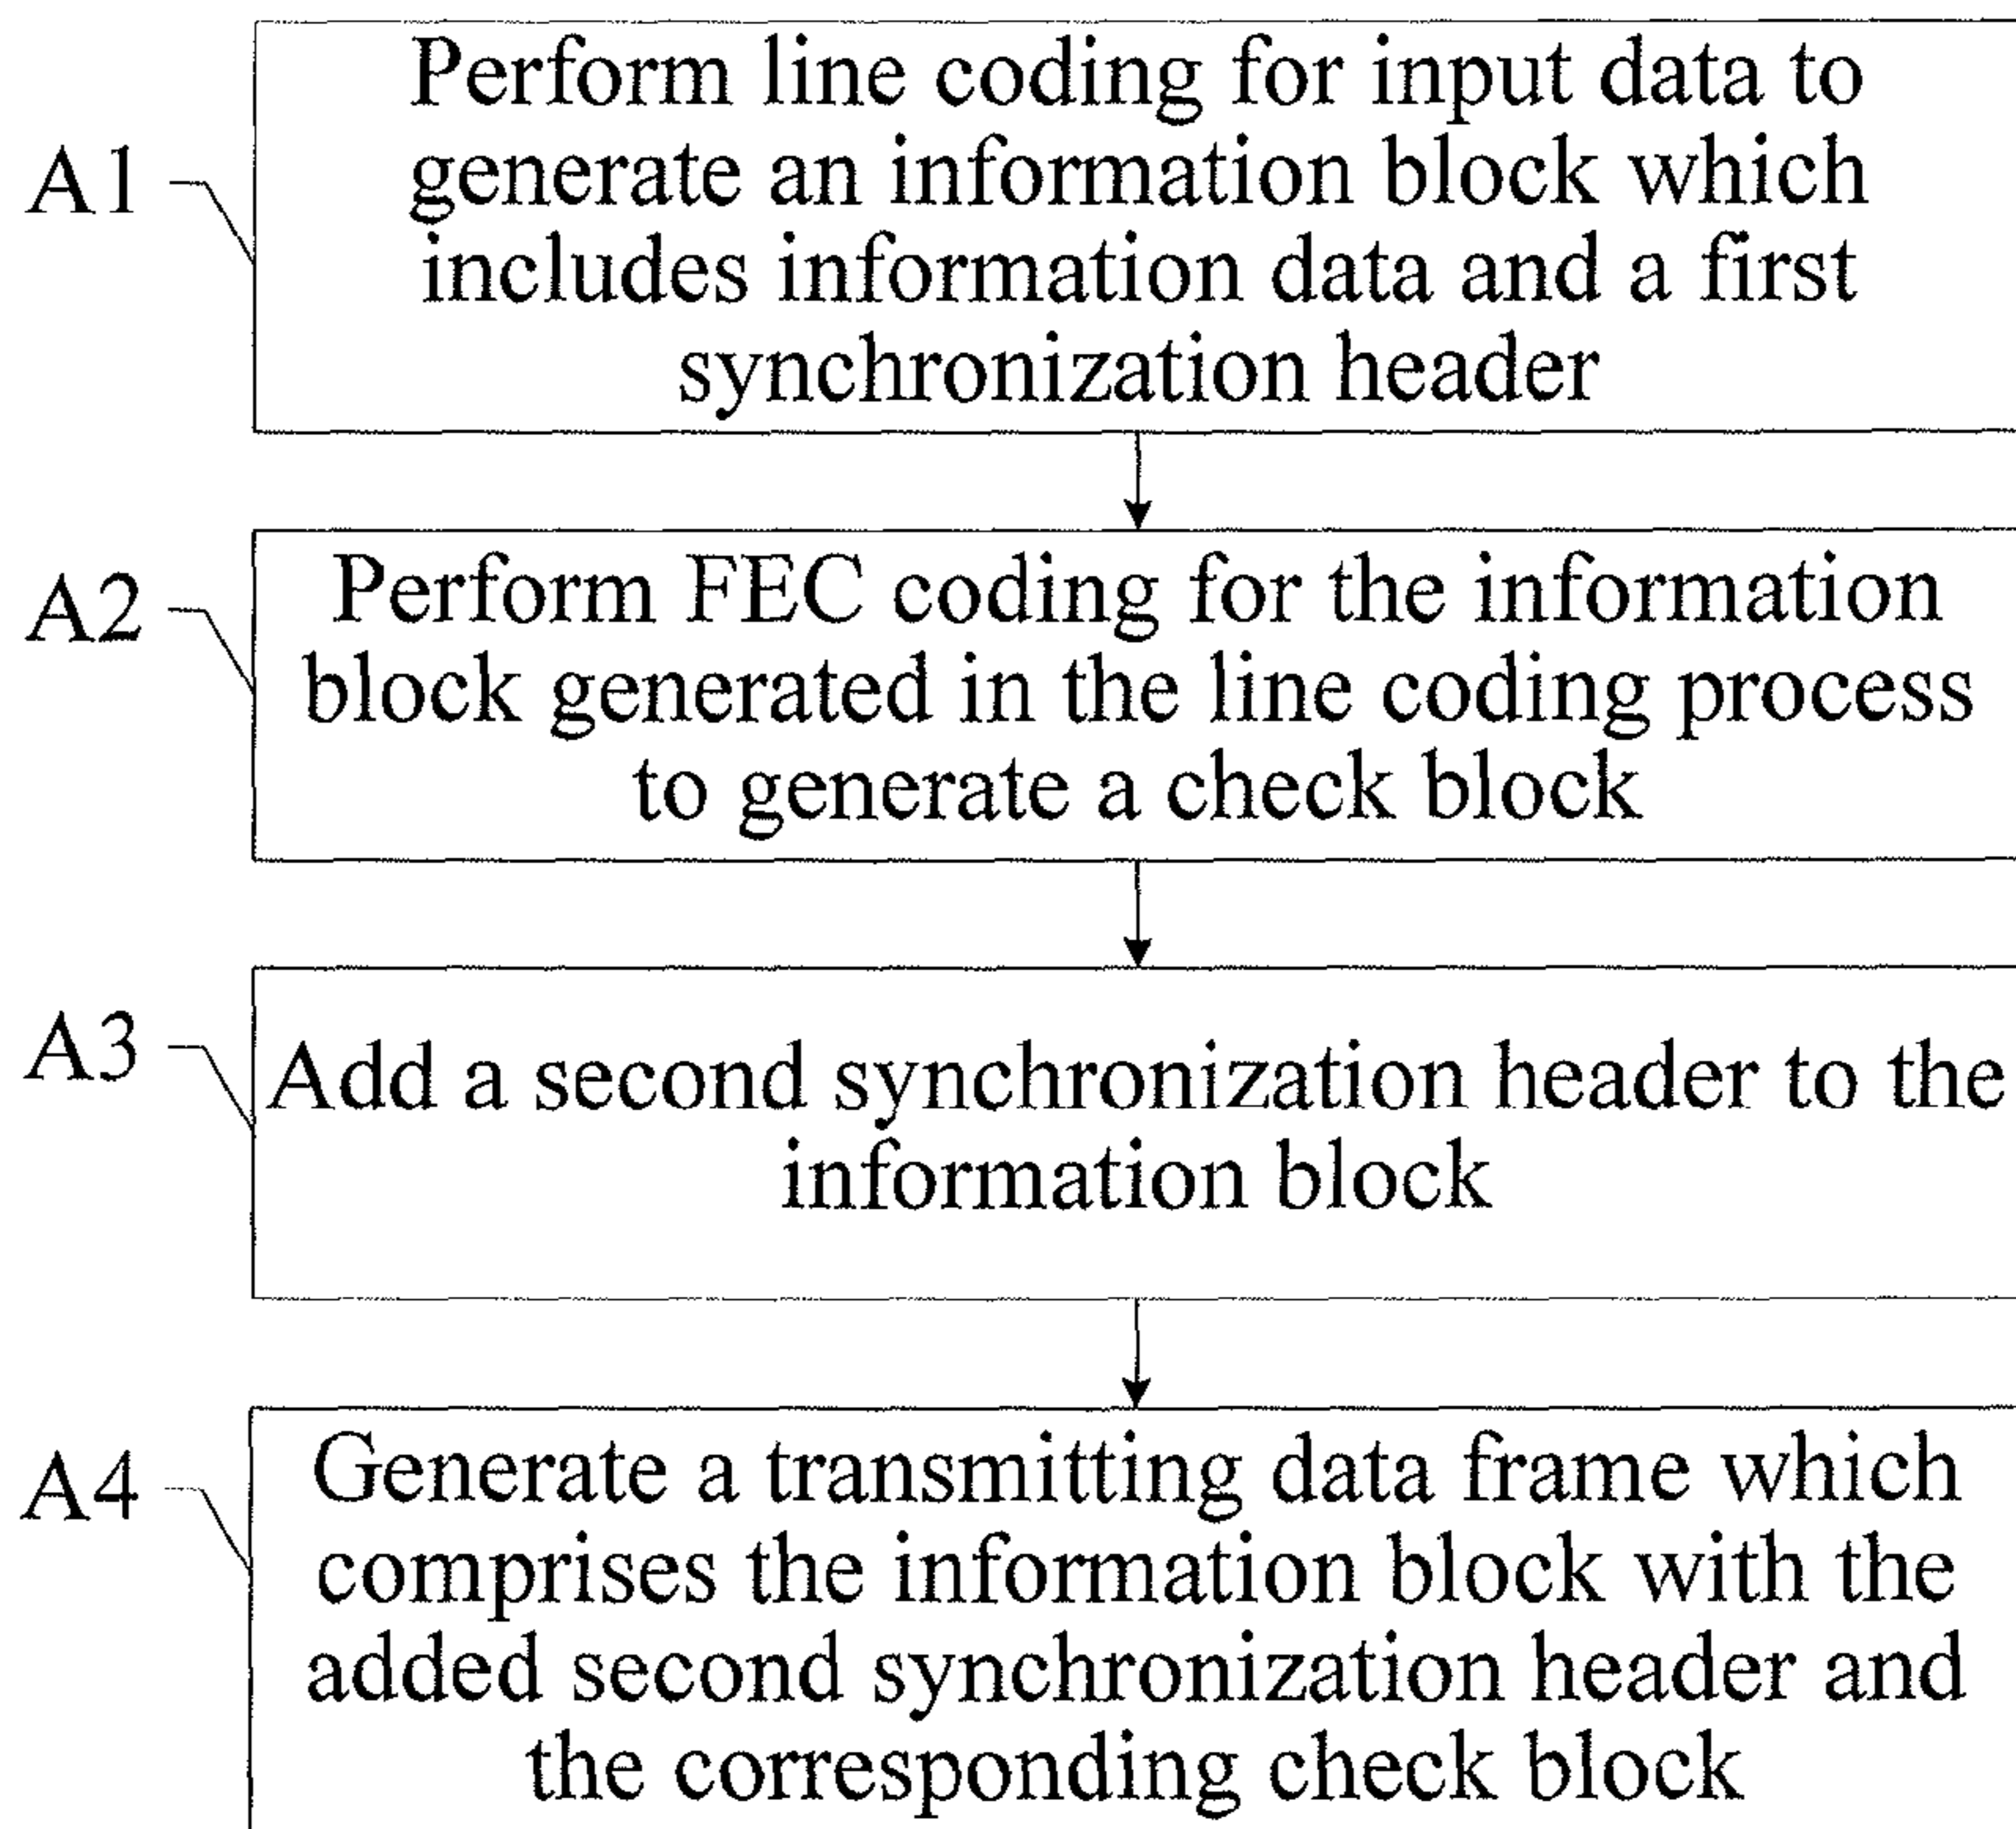 A1
Perform line coding for input data to
generate an information block which
includes information data and a first
synchronization header
A2
Perform FEC coding for the information
block generated in the line coding process
to generate a check block
A3
Add a second synchronization header to the
information block
A4
Generate a transmitting data frame which
comprises the information block with the
added second synchronization header and
the corresponding check block